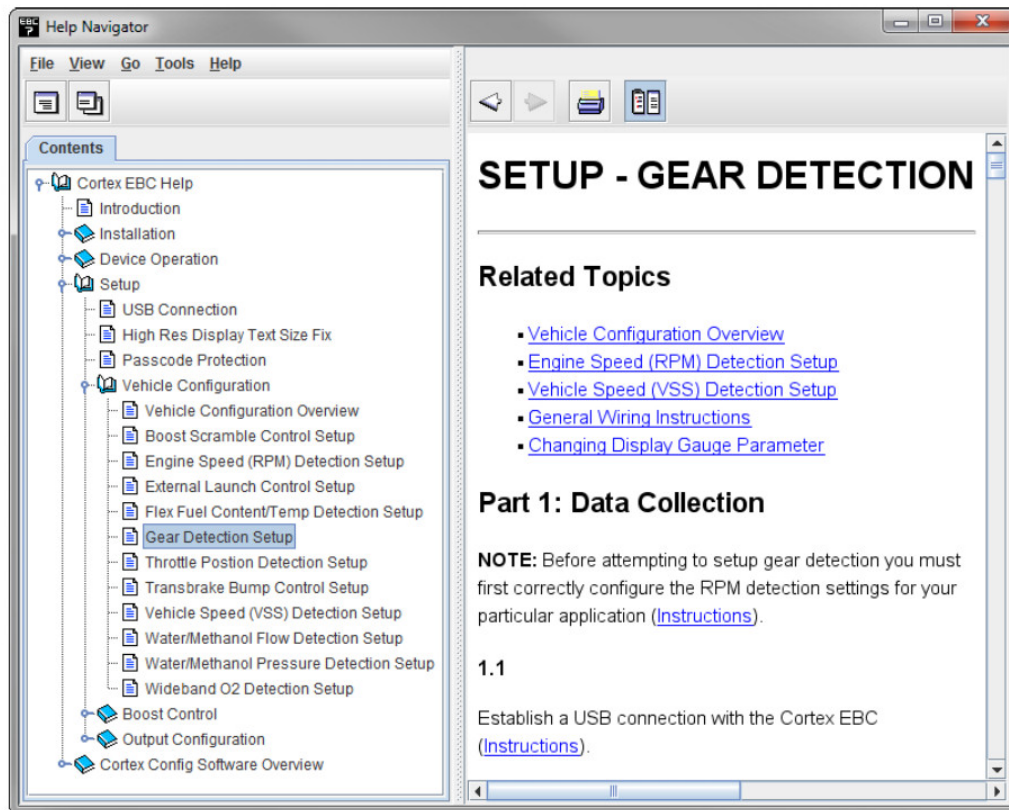 EBC
?
Help Navigator
File View Go Tools Help
Contents
Cortex EBC Help
Introduction
Installation
Device Operation
Setup
USB Connection
High Res Display Text Size Fix
Passcode Protection
Vehicle Configuration
Vehicle Configuration Overview
Boost Scramble Control Setup
Engine Speed (RPM) Detection Setup
External Launch Control Setup
Flex Fuel Content/Temp Detection Setup
Gear Detection Setup
Throttle Postion Detection Setup
Transbrake Bump Control Setup
Vehicle Speed (VSS) Detection Setup
Water/Methanol Flow Detection Setup
Water/Methanol Pressure Detection Setup
Wideband O2 Detection Setup
Boost Control
Output Configuration
Cortex Config Software Overview
SETUP - GEAR DETECTION
Related Topics
Vehicle Configuration Overview
Engine Speed (RPM) Detection Setup
Vehicle Speed (VSS) Detection Setup
General Wiring Instructions
Changing Display Gauge Parameter
Part 1: Data Collection
NOTE: Before attempting to setup gear detection you must
first correctly configure the RPM detection settings for your
particular application (Instructions).
1.1
Establish a USB connection with the Cortex EBC
(Instructions).